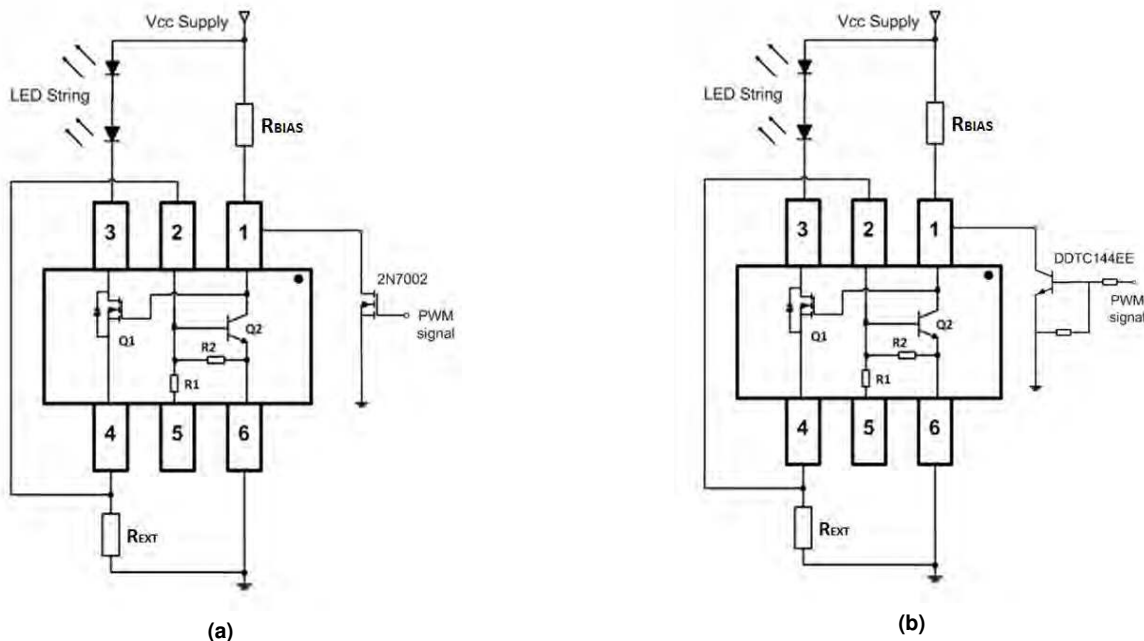 Vcc Supply
LED String
RBIAS
3
2
1
2N7002
PWM
signal
Q1
Q2
R2
R1
4
5
6
REXT
(a)
Vcc Supply
LED String
RBIAS
3
2
1
DDTC144EE
PWM
signal
Q1
Q2
R2
R1
4
5
6
REXT
(b)